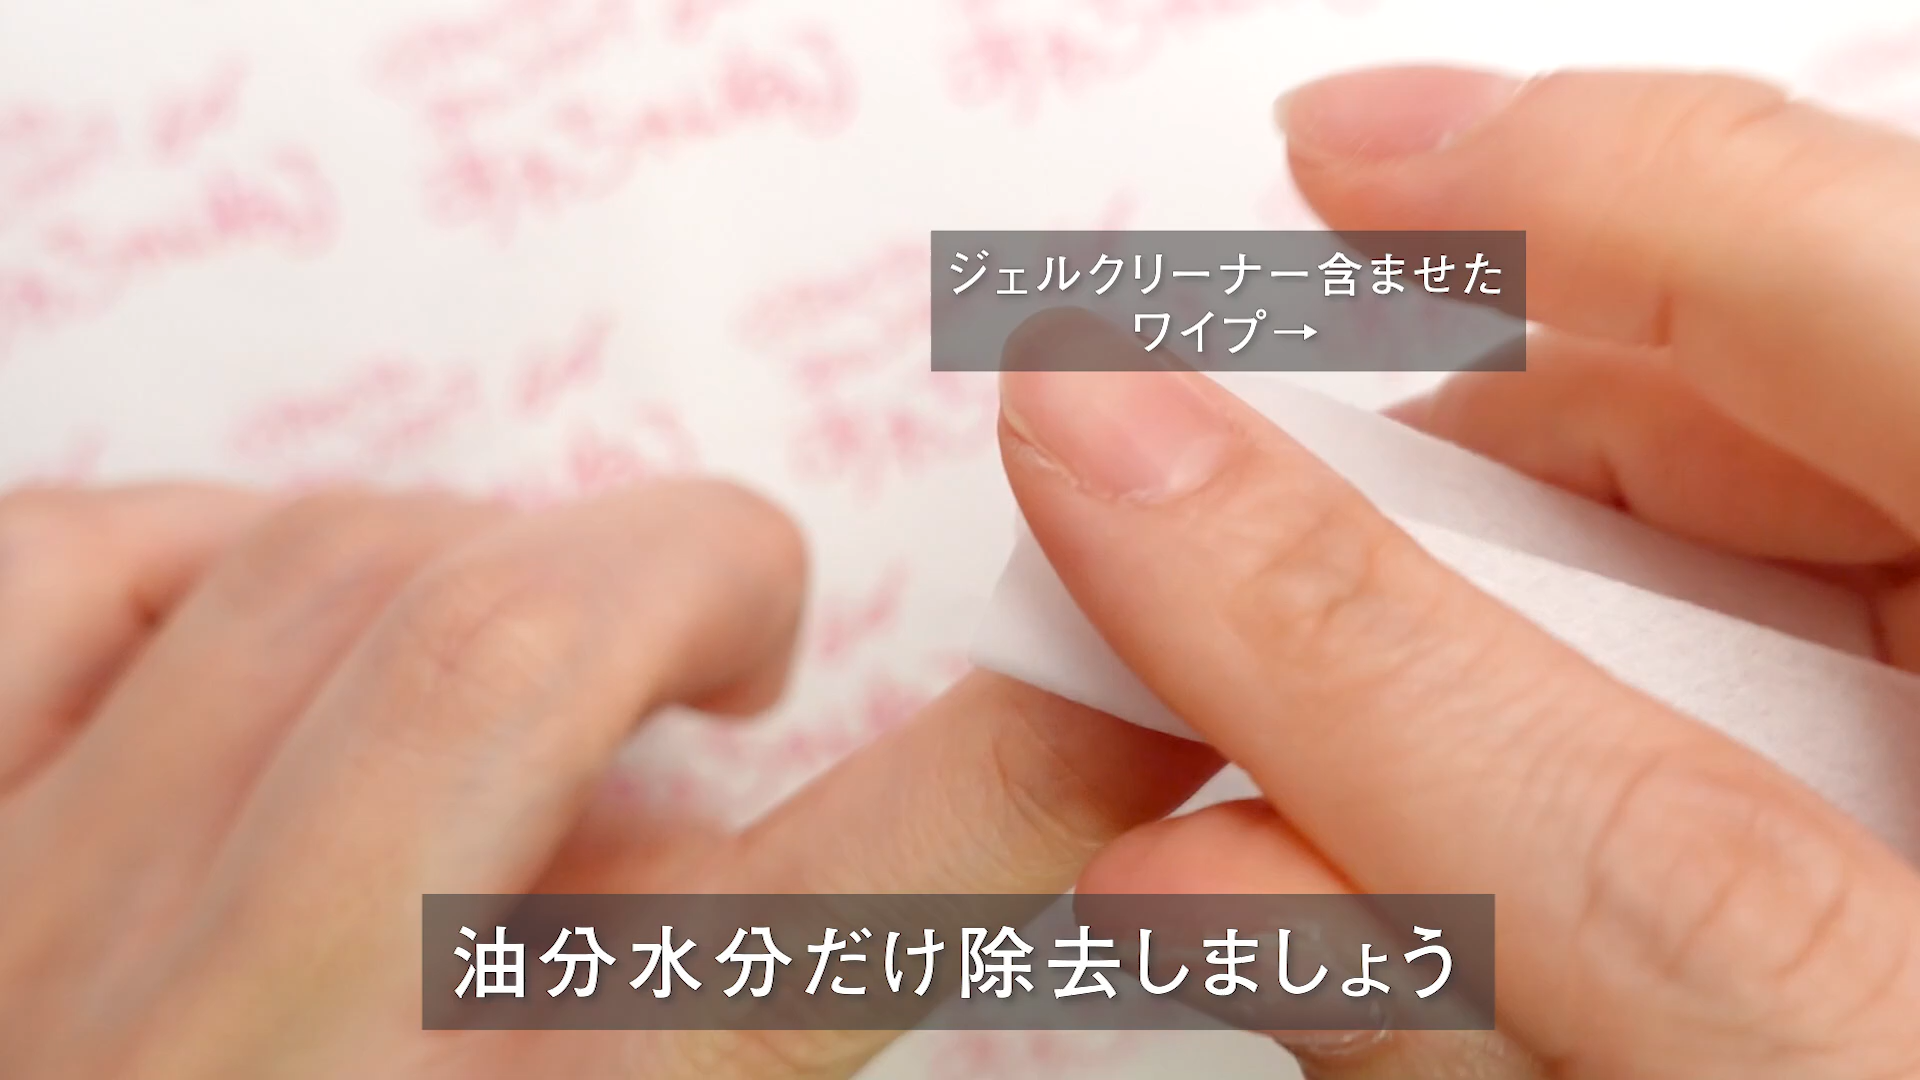 ジェルクリーナー含ませた
ワイプ→
油分水分だけ除去しましょう